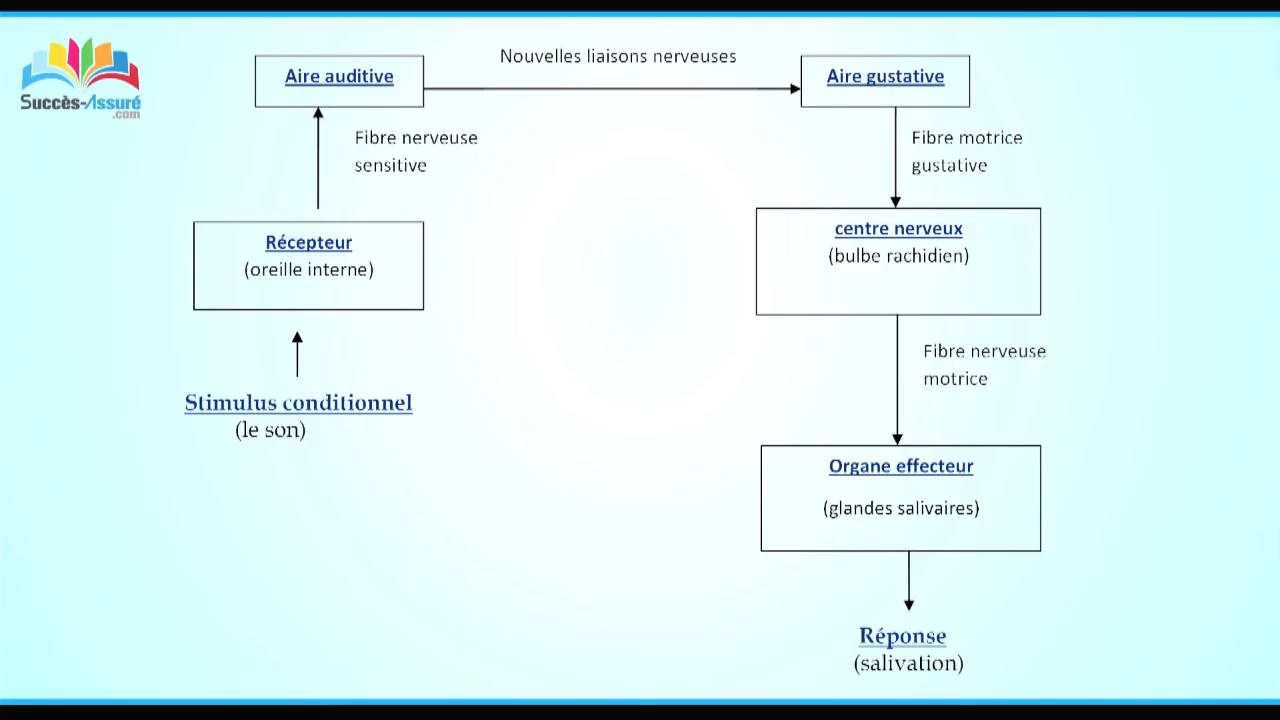 Succès-Assuré
.com
Aire auditive
Nouvelles liaisons nerveuses
Aire gustative
Fibre nerveuse
sensitive
Fibre motrice
gustative
Récepteur
(oreille interne)
centre nerveux
(bulbe rachidien)
Stimulus conditionnel
(le son)
Fibre nerveuse
motrice
Organe effecteur
(glandes salivaires)
Réponse
(salivation)